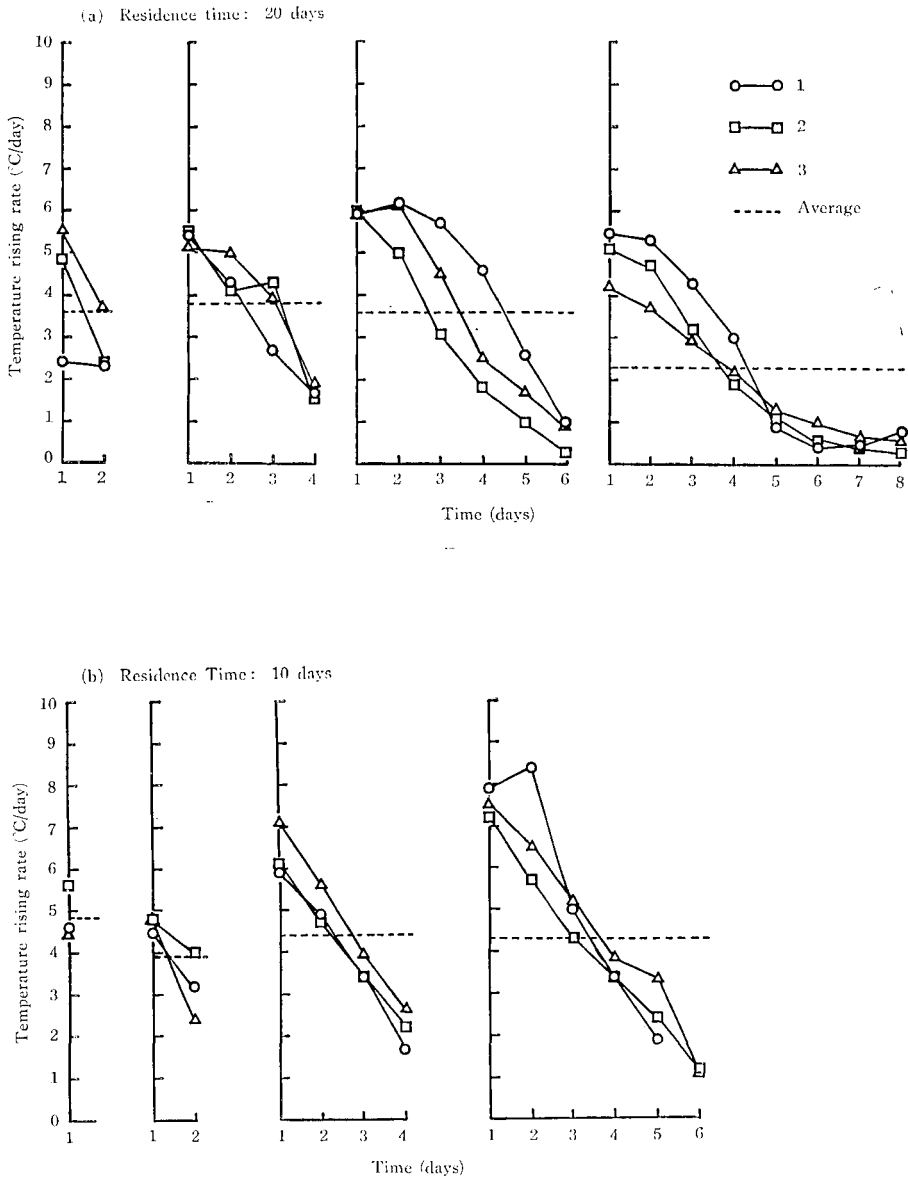 (a) Residence time: 20 days
10
9
8
7
6
5
4
3
2
1
0
Temperature rising rate (°C/day)
1
2
3
Average
1 2
1 2 3 4
1 2 3 4 5 6
1 2 3 4 5 6 7 8
Time (days)
(b) Residence Time: 10 days
10
9
8
7
6
5
4
3
2
1
0
Temperature rising rate (°C/day)
1
1 2
1 2 3 4
1 2 3 4 5 6
Time (days)